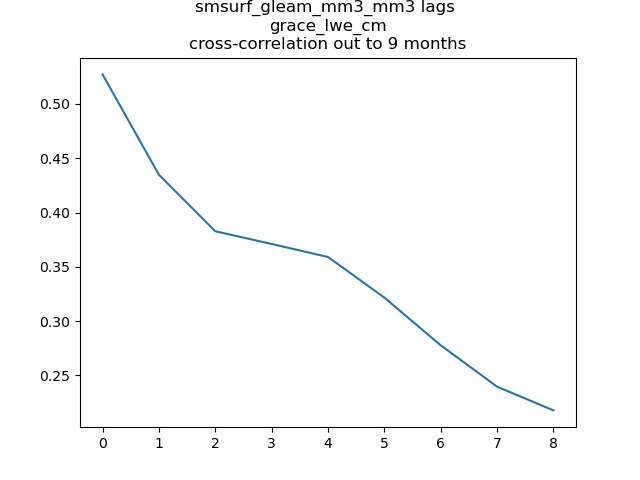 smsurf_gleam_mm3_mm3 lags
grace_lwe_cm
cross-correlation out to 9 months
0.50
0.45
0.40
0.35
0.30
0.25
0 1 2 3 4 5 6 7 8